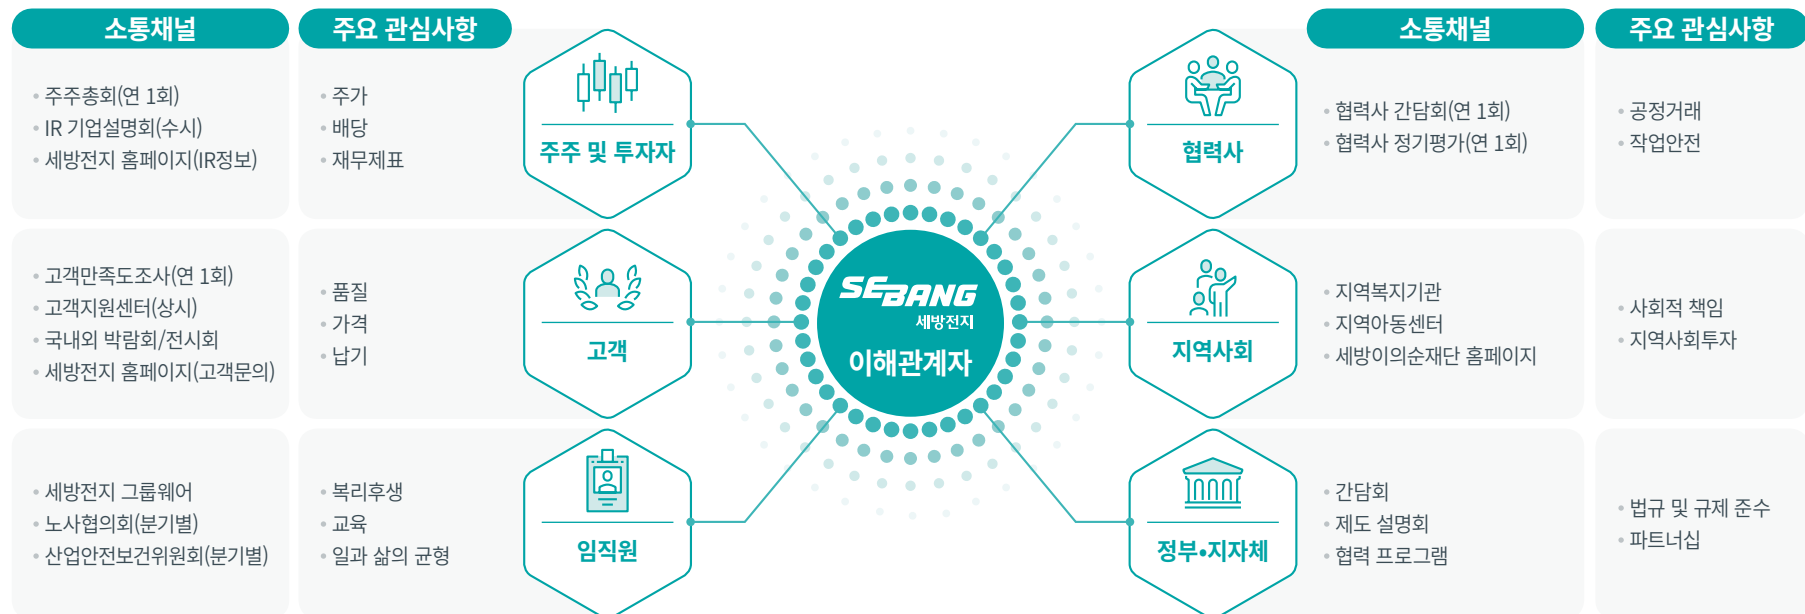 소통채널
주요 관심사항
• 주주총회(연 1회)
• IR 기업설명회(수시)
• 세방전지 홈페이지(IR정보)
• 주가
• 배당
• 재무제표
주주 및 투자자
• 고객만족도조사(연 1회)
• 고객지원센터(상시)
• 국내외 박람회/전시회
• 세방전지 홈페이지(고객문의)
• 품질
• 가격
• 납기
고객
• 세방전지 그룹웨어
• 노사협의회(분기별)
• 산업안전보건위원회(분기별)
• 복리후생
• 교육
• 일과 삶의 균형
임직원
SEBANG
세방전지
이해관계자
소통채널
주요 관심사항
협력사
• 협력사 간담회(연 1회)
• 협력사 정기평가(연 1회)
• 공정거래
• 작업안전
지역사회
• 지역복지기관
• 지역아동센터
• 세방이의순재단 홈페이지
• 사회적 책임
• 지역사회투자
정부•지자체
• 간담회
• 제도 설명회
• 협력 프로그램
• 법규 및 규제 준수
• 파트너십